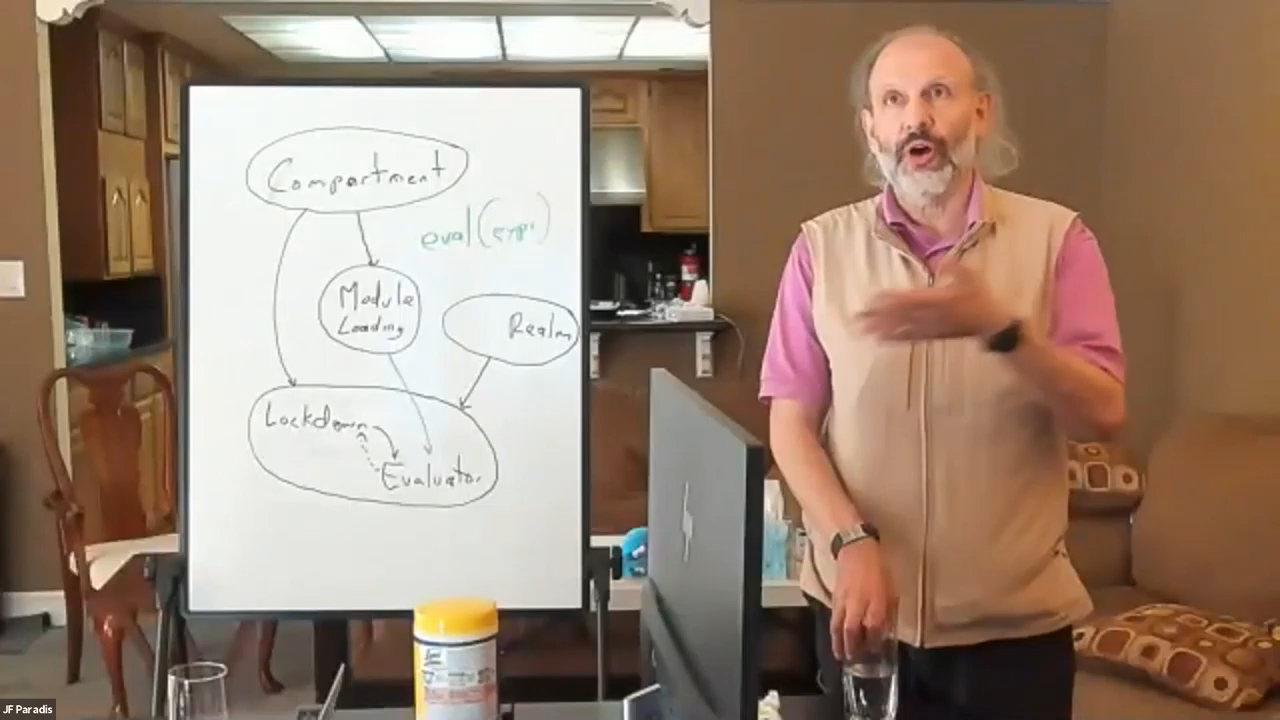 Compartment
eval(expr)
Module
Loading
Realm
Lockdown
Evaluator
JF Paradis